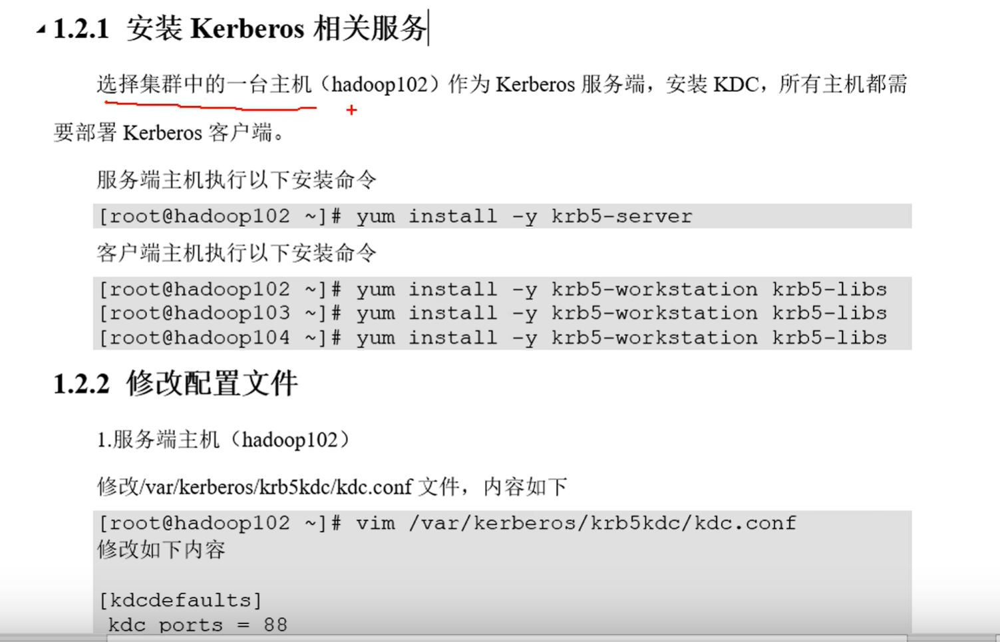 1.2.1 安装 Kerberos 相关服务
选择集群中的一台主机（hadoop102）作为 Kerberos 服务端，安装 KDC，所有主机都需
要部署 Kerberos 客户端。
服务端主机执行以下安装命令
[root@hadoop102 ~]# yum install -y krb5-server
客户端主机执行以下安装命令
[root@hadoop102 ~]# yum install -y krb5-workstation krb5-libs
[root@hadoop103 ~]# yum install -y krb5-workstation krb5-libs
[root@hadoop104 ~]# yum install -y krb5-workstation krb5-libs
1.2.2 修改配置文件
1.服务端主机（hadoop102）
修改/var/kerberos/krb5kdc/kdc.conf 文件，内容如下
[root@hadoop102 ~]# vim /var/kerberos/krb5kdc/kdc.conf
修改如下内容
[kdcdefaults]
kdc_ports = 88